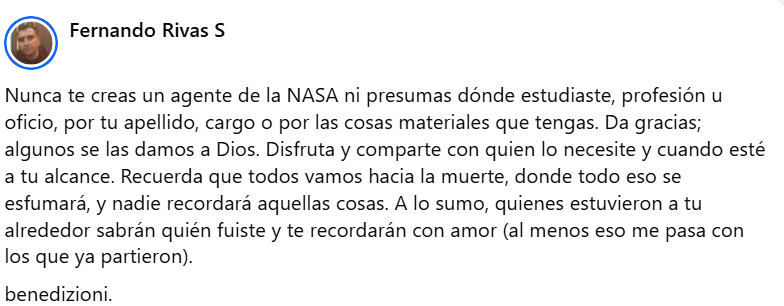 Fernando Rivas S
Nunca te creas un agente de la NASA ni presumas dónde estudiaste, profesión u
oficio, por tu apellido, cargo o por las cosas materiales que tengas. Da gracias;
algunos se las damos a Dios. Disfruta y comparte con quien lo necesite y cuando esté
a tu alcance. Recuerda que todos vamos hacia la muerte, donde todo eso se
esfumará, y nadie recordará aquellas cosas. A lo sumo, quienes estuvieron a tu
alrededor sabrán quién fuiste y te recordarán con amor (al menos eso me pasa con
los que ya partieron).
benedizioni.